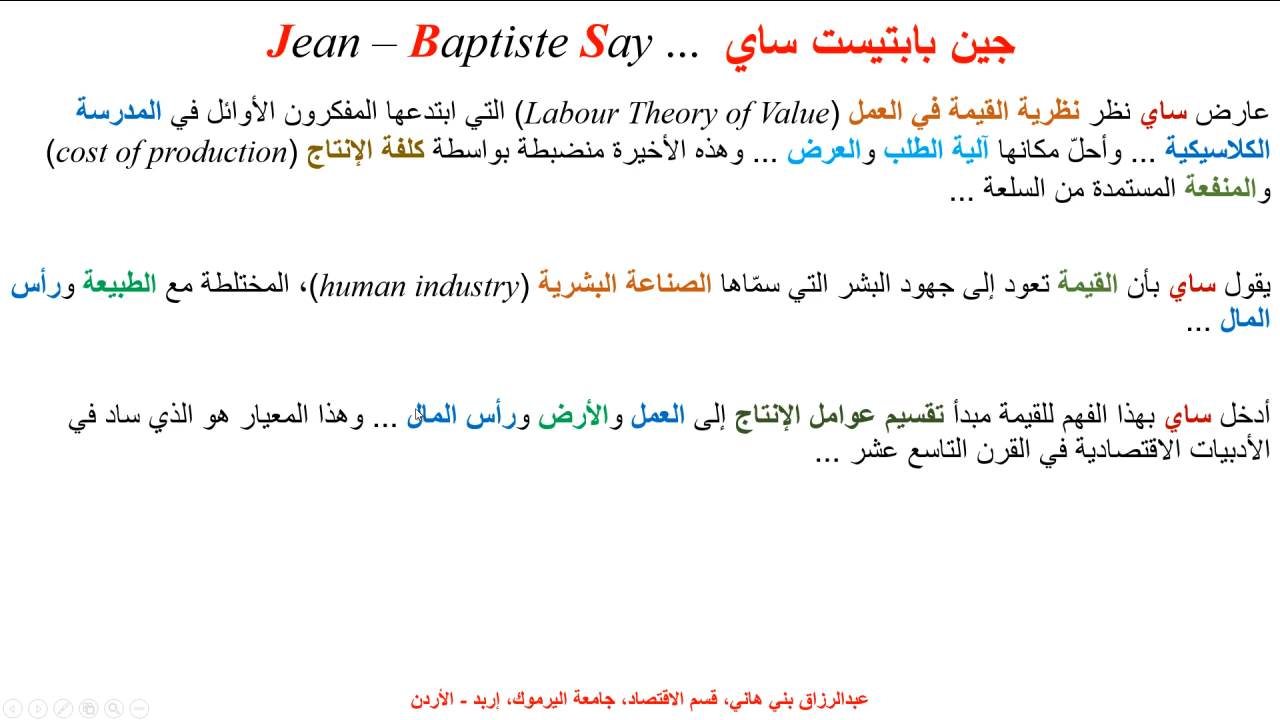 جين بابتيست ساي ... Jean – Baptiste Say
عارض ساي نظر نظرية القيمة في العمل (Labour Theory of Value) التي ابتدعها المفكرون الأوائل في المدرسة
الكلاسيكية ... وأحلّ مكانها آلية الطلب والعرض ... وهذه الأخيرة منضبطة بواسطة كلفة الإنتاج (cost of production)
والمنفعة المستمدة من السلعة ...
يقول ساي بأن القيمة تعود إلى جهود البشر التي سمّاها الصناعة البشرية (human industry)، المختلطة مع الطبيعة ورأس
المال ...
أدخل ساي بهذا الفهم للقيمة مبدأ تقسيم عوامل الإنتاج إلى العمل والأرض ورأس المال ... وهذا المعيار هو الذي ساد في
الأدبيات الاقتصادية في القرن التاسع عشر ...
عبدالرزاق بني هاني، قسم الاقتصاد، جامعة اليرموك، إربد - الأردن